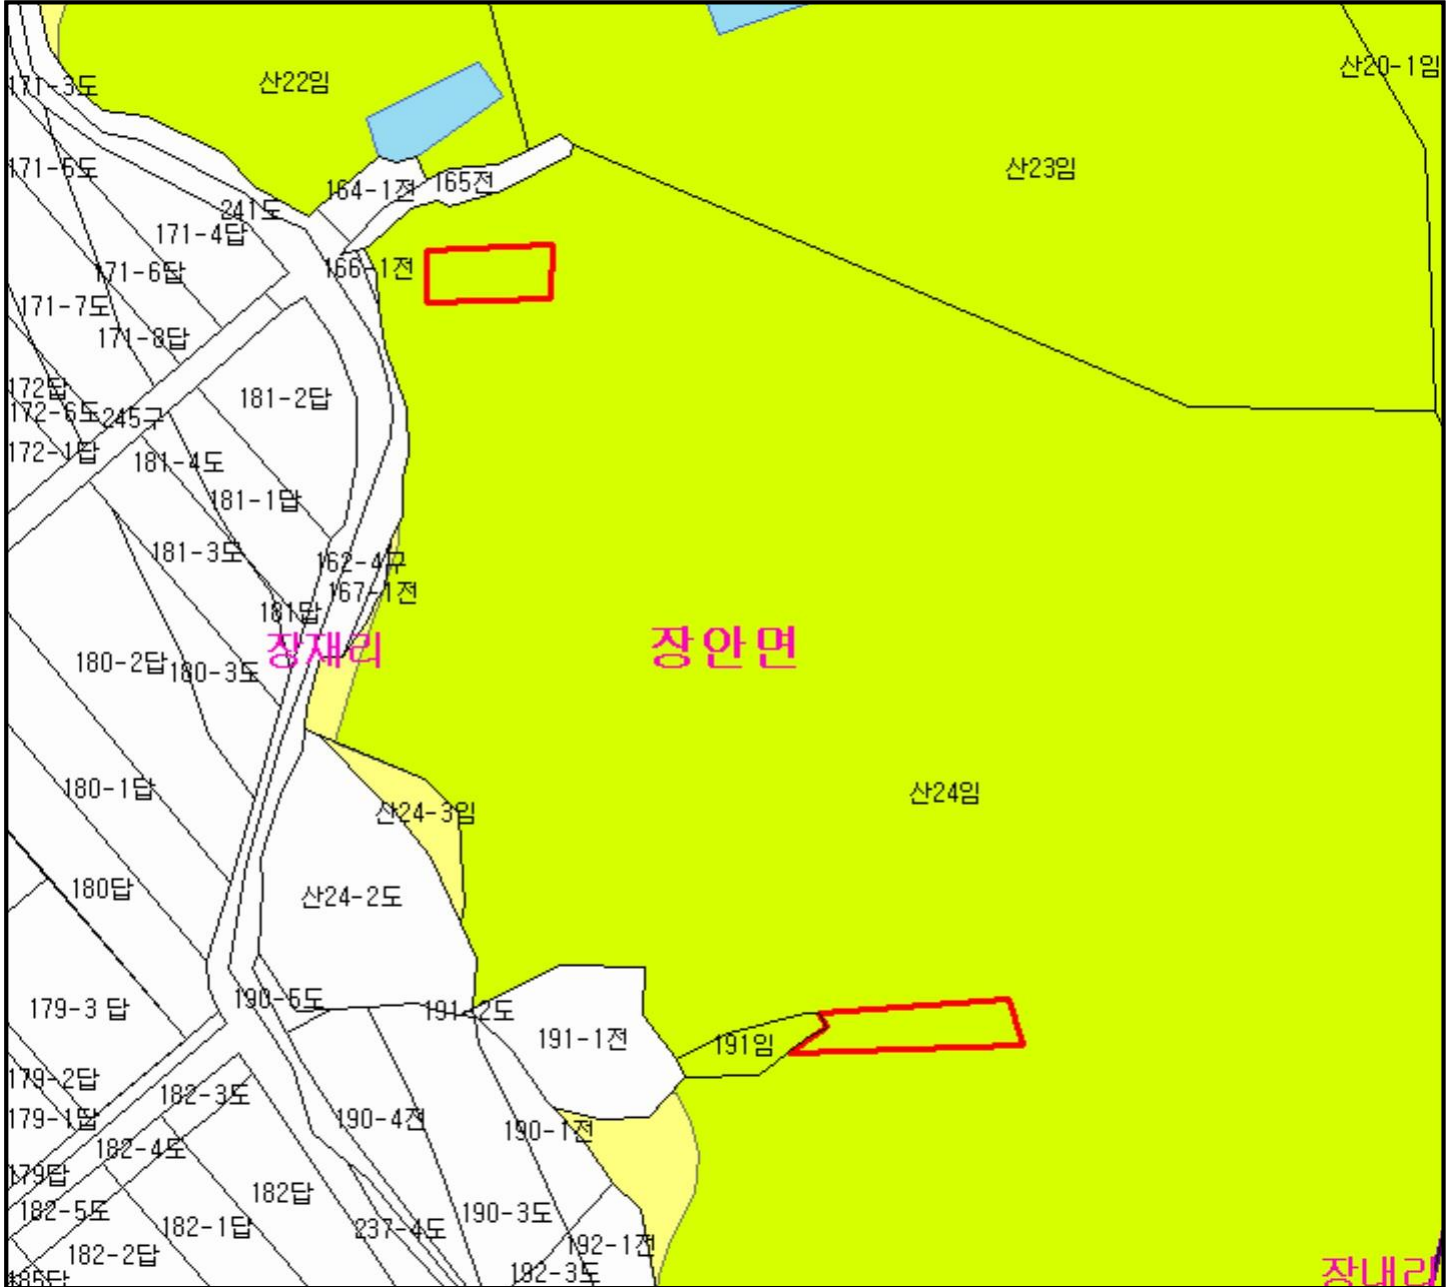 산22임
산20-1임
171-3도
산23임
171-5도
164-1전
165전
241도
171-4답
166-1전
171-6답
171-7도
171-8답
172답
181-2답
172-6도
245구
172-1답
181-4도
181-1답
181-3도
162-4구
167-1전
181답
장재리
장안면
180-2답
180-3도
180-1답
산24임
산24-3임
180답
산24-2도
190-5도
179-3 답
191-2도
191-1전
191임
179-2답
182-3도
179-1답
190-4전
190-1전
182-4도
179답
182답
182-5도
190-3도
182-1답
237-4도
192-1전
182-2답
192-3도
장내리
185답